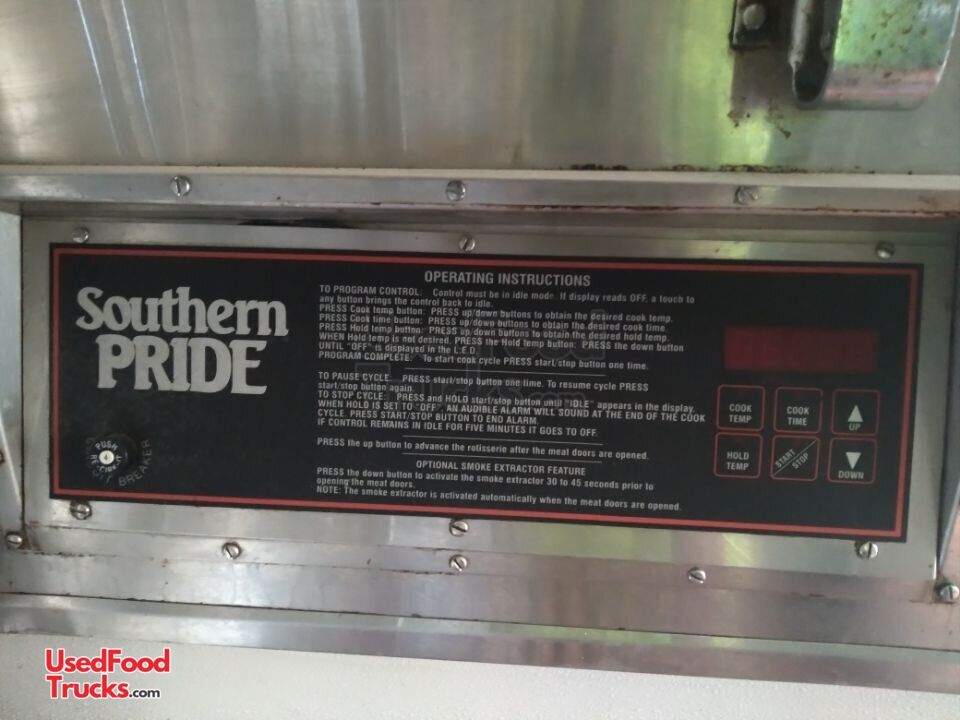 Southern
PRIDE
PUSH
RESET
CIRCUIT BREAKER
OPERATING INSTRUCTIONS
TO PROGRAM CONTROL: Control must be in idle mode. If display reads OFF, a touch to
any button brings the control back to idle.
PRESS Cook temp button: PRESS up/down buttons to obtain the desired cook temp.
PRESS Cook time button: PRESS up/down buttons to obtain the desired cook time.
PRESS Hold temp button: PRESS up/down buttons to obtain the desired hold temp.
WHEN Hold temp is not desired, PRESS the Hold temp button: PRESS the down button
UNTIL "OFF" is displayed in the L.E.D.
PROGRAM COMPLETE: To start cook cycle PRESS start/stop button one time.
TO PAUSE CYCLE: PRESS start/stop button one time. To resume cycle PRESS
start/stop button again.
TO STOP CYCLE: PRESS and HOLD start/stop button until "IDLE" appears in the display.
WHEN HOLD IS SET TO "OFF", AN AUDIBLE ALARM WILL SOUND AT THE END OF THE COOK
CYCLE. PRESS START/STOP BUTTON TO END ALARM.
IF CONTROL REMAINS IN IDLE FOR FIVE MINUTES IT GOES TO OFF.
PRESS the up button to advance the rotisserie after the meat doors are opened.
OPTIONAL SMOKE EXTRACTOR FEATURE
PRESS the down button to activate the smoke extractor 30 to 45 seconds prior to
opening the meat doors.
NOTE: The smoke extractor is activated automatically when the meat doors are opened.
COOK
TEMP
COOK
TIME
UP
HOLD
TEMP
START/
STOP
DOWN
UsedFood
Trucks.com